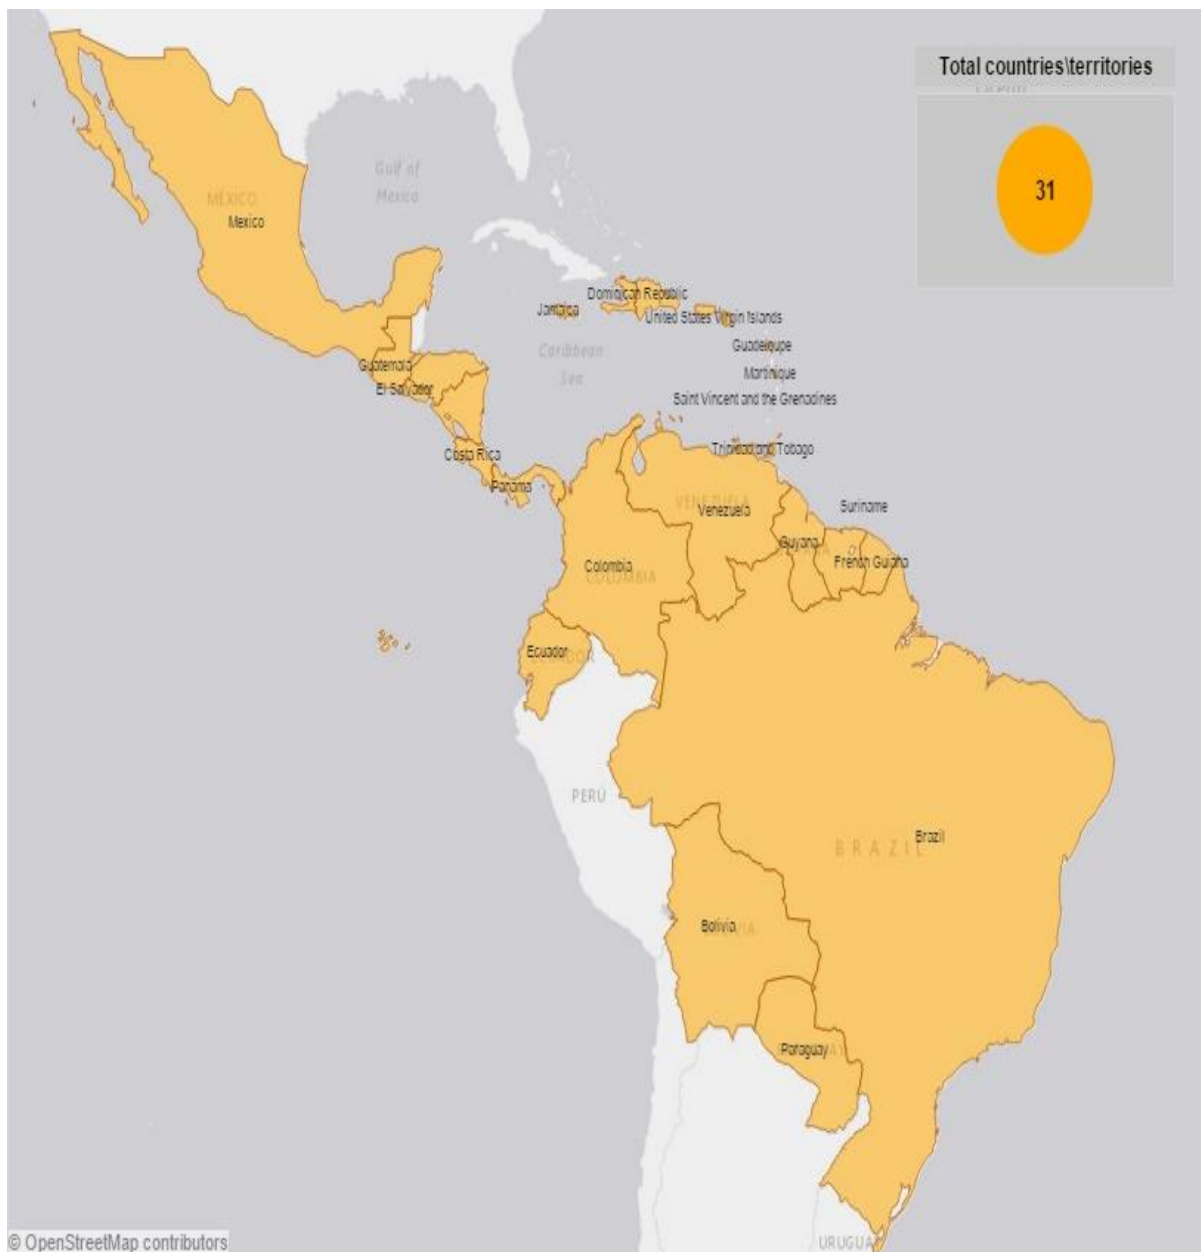 Total countries\territories
31
Gulf of
Mexico
MÉXICO
Mexico
Dominican Republic
Jamaica
United States Virgin Islands
Guadeloupe
Caribbean
Sea
Guatemala
Martinique
El Salvador
Saint Vincent and the Grenadines
Costa Rica
Trinidad and Tobago
Panama
VENEZUELA
Venezuela
Suriname
Guyana
French Guiana
Colombia
COLOMBIA
Ecuador
PERÚ
Brazil
BRAZIL
Bolivia
Paraguay
© OpenStreetMap contributors